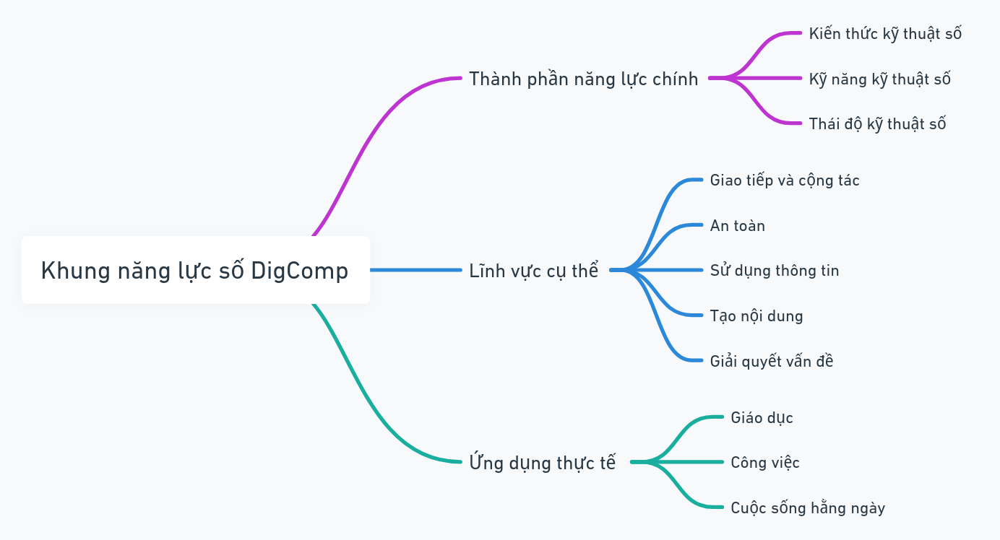 Khung năng lực số DigComp
Thành phần năng lực chính
Kiến thức kỹ thuật số
Kỹ năng kỹ thuật số
Thái độ kỹ thuật số
Lĩnh vực cụ thể
Giao tiếp và cộng tác
An toàn
Sử dụng thông tin
Tạo nội dung
Giải quyết vấn đề
Ứng dụng thực tế
Giáo dục
Công việc
Cuộc sống hằng ngày